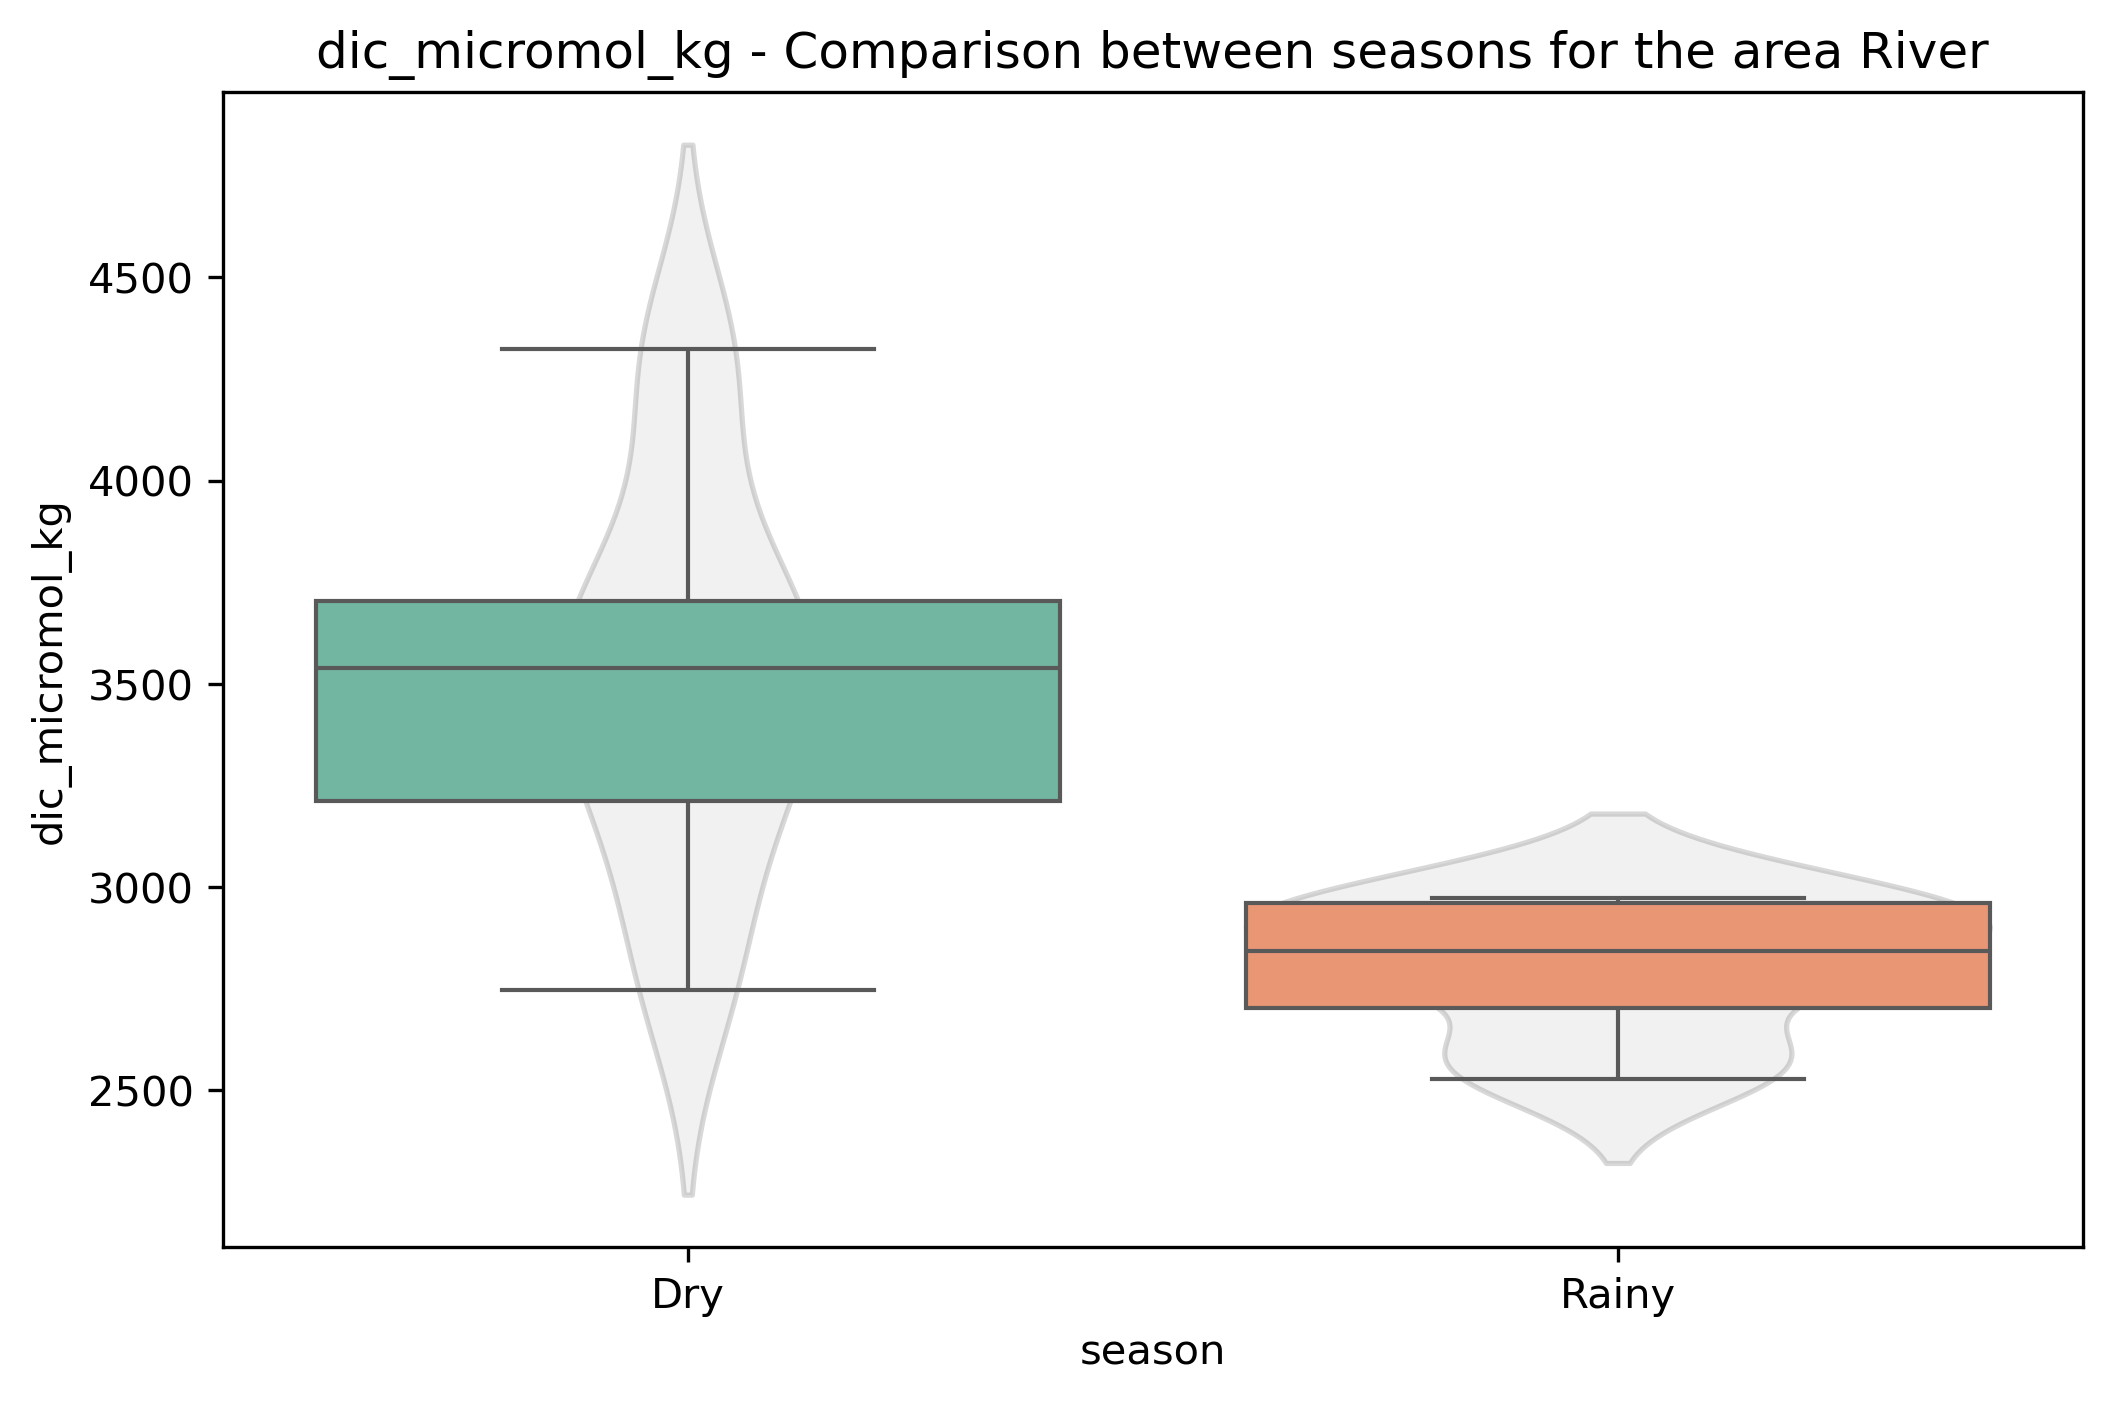 dic_micromol_kg - Comparison between seasons for the area River
dic_micromol_kg
4500
4000
3500
3000
2500
Dry
Rainy
season